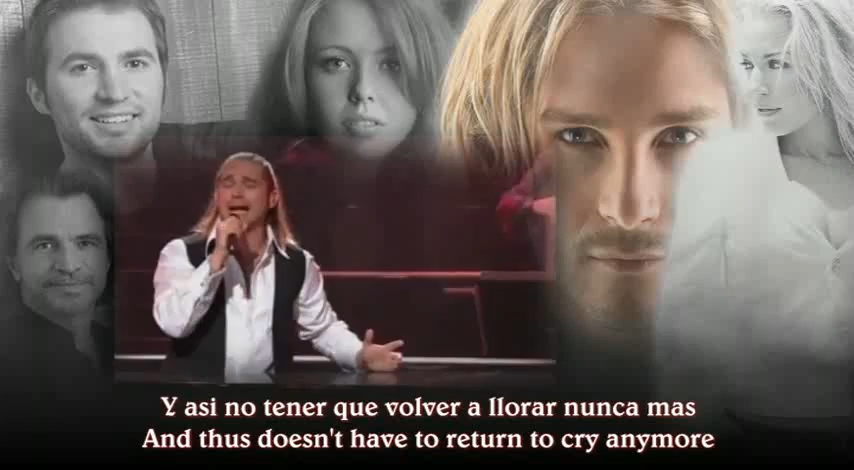 Y asi no tener que volver a llorar nunca mas
And thus doesn't have to return to cry anymore